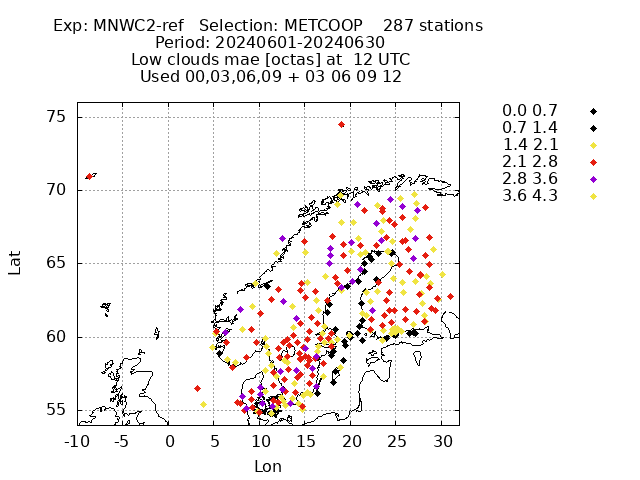 Exp: MNWC2-ref   Selection: METCOOP    287 stations
Period: 20240601-20240630
Low clouds mae [octas] at  12 UTC
Used 00,03,06,09 + 03 06 09 12
0.0 0.7
0.7 1.4
1.4 2.1
2.1 2.8
2.8 3.6
3.6 4.3
75
70
65
60
55
Lat
-10 -5 0 5 10 15 20 25 30
Lon